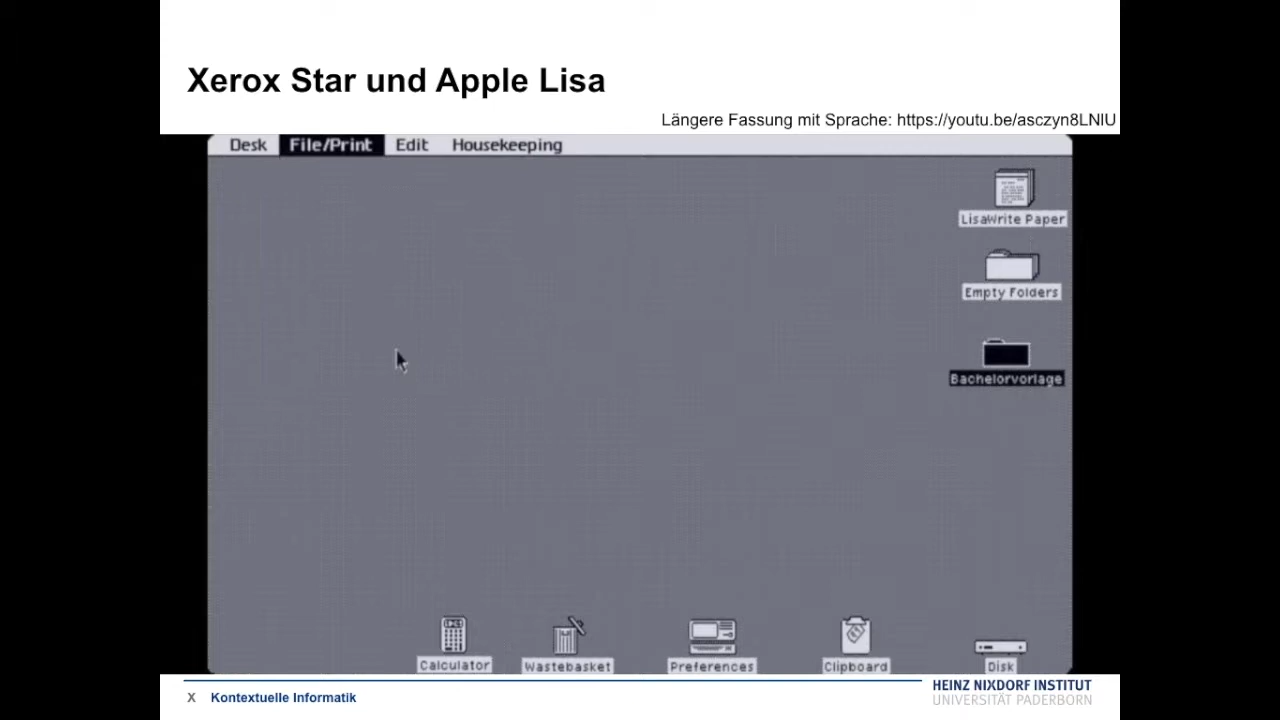 Xerox Star und Apple Lisa
Längere Fassung mit Sprache: https://youtu.be/asczyn8LNlU
Desk File/Print Edit Housekeeping
LisaWrite Paper
Empty Folders
Bachelorvorlage
Calculator Wastebasket Preferences Clipboard Disk
X Kontextuelle Informatik
HEINZ NIXDORF INSTITUT
UNIVERSITÄT PADERBORN